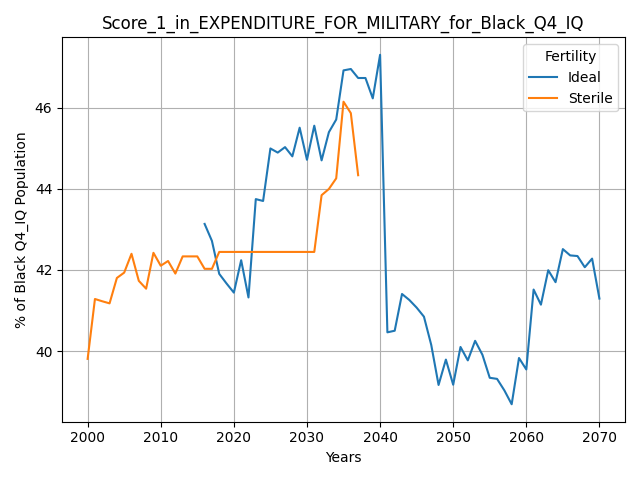 Score_1_in_EXPENDITURE_FOR_MILITARY_for_Black_Q4_IQ
Fertility
Ideal
Sterile
% of Black Q4_IQ Population
46
44
42
40
2000 2010 2020 2030 2040 2050 2060 2070
Years